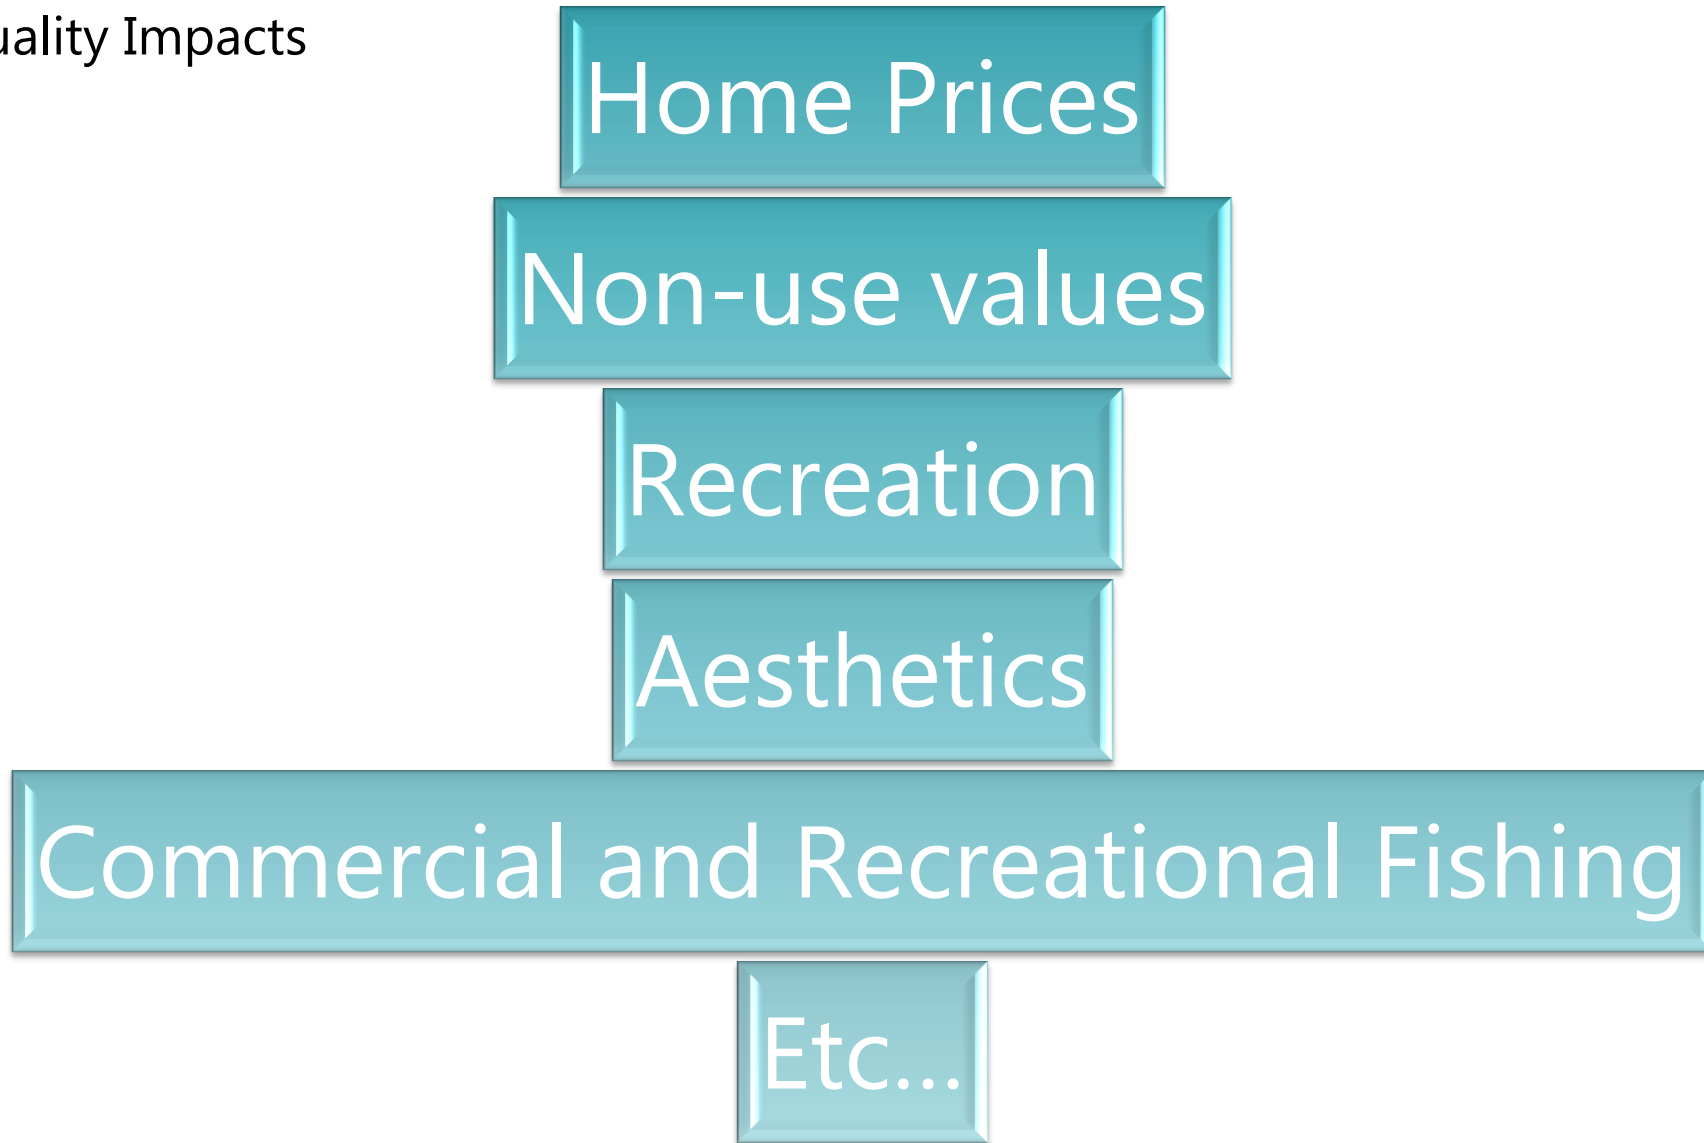 uality Impacts
Home Prices
Non-use values
Recreation
Aesthetics
Commercial and Recreational Fishing
Etc...